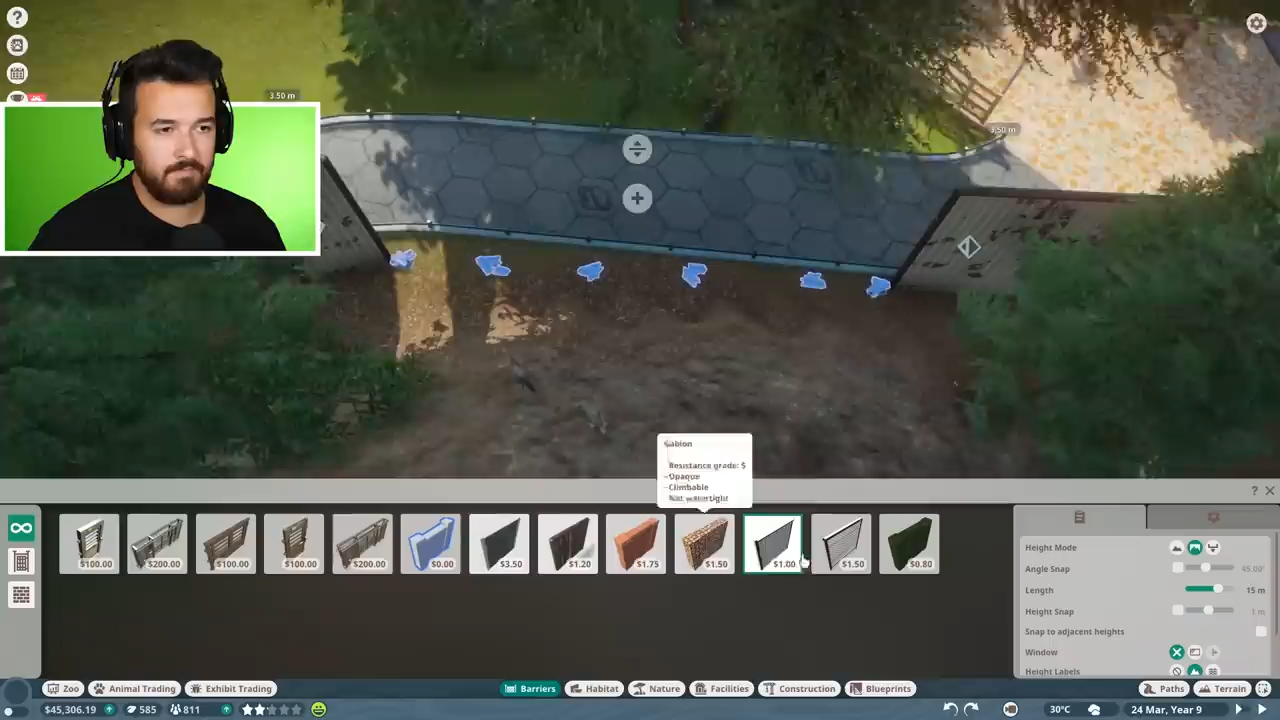 ?
3.50 m
3.50 m
Gabion
Resistance grade: $
Opaque
Climbable
Not watertight
?
$100.00
$200.00
$100.00
$100.00
$200.00
$0.00
$3.50
$1.20
$1.75
$1.50
$1.00
$1.50
$0.80
Height Mode
Angle Snap 45.00°
Length 15 m
Height Snap 1 m
Snap to adjacent heights
Window
Height Labels
Zoo Animal Trading Exhibit Trading Barriers Habitat Nature Facilities Construction Blueprints Paths Terrain
$45,306.19 585 811 30°C 24 Mar, Year 9